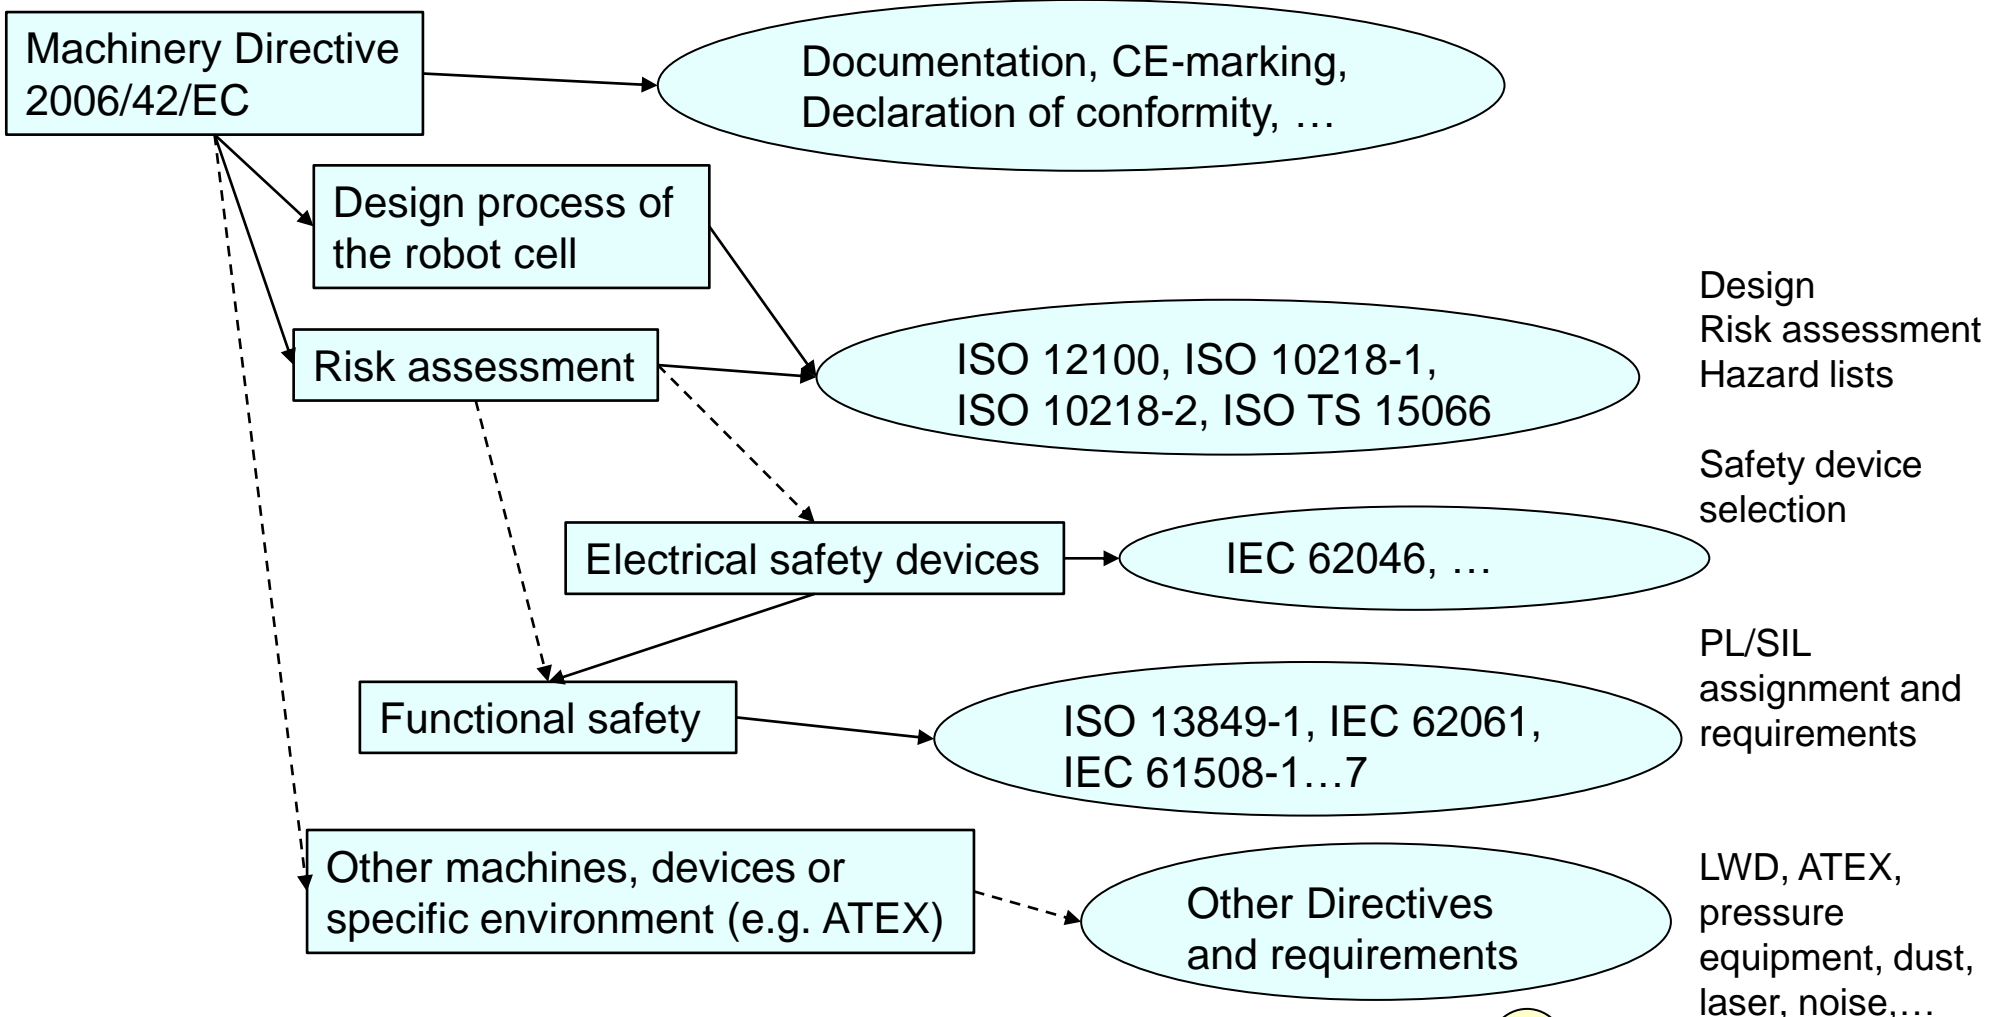 Machinery Directive
2006/42/EC
Documentation, CE-marking,
Declaration of conformity, …
Design process of
the robot cell
Risk assessment
ISO 12100, ISO 10218-1,
ISO 10218-2, ISO TS 15066
Design
Risk assessment
Hazard lists
Safety device
selection
Electrical safety devices
IEC 62046, …
Functional safety
ISO 13849-1, IEC 62061,
IEC 61508-1…7
PL/SIL
assignment and
requirements
Other machines, devices or
specific environment (e.g. ATEX)
Other Directives
and requirements
LWD, ATEX,
pressure
equipment, dust,
laser, noise,…